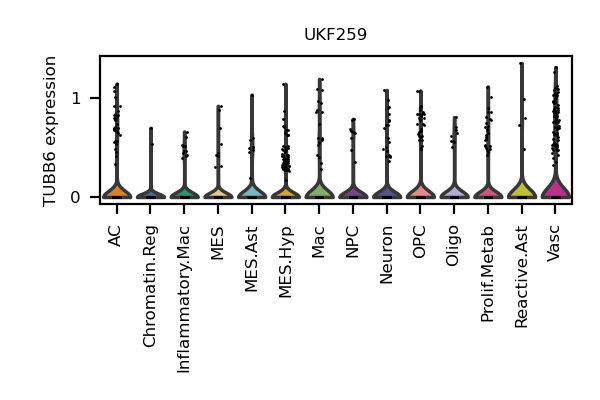 UKF259
TUBB6 expression
1
0
AC
Chromatin.Reg
Inflammatory.Mac
MES
MES.Ast
MES.Hyp
Mac
NPC
Neuron
OPC
Oligo
Prolif.Metab
Reactive.Ast
Vasc